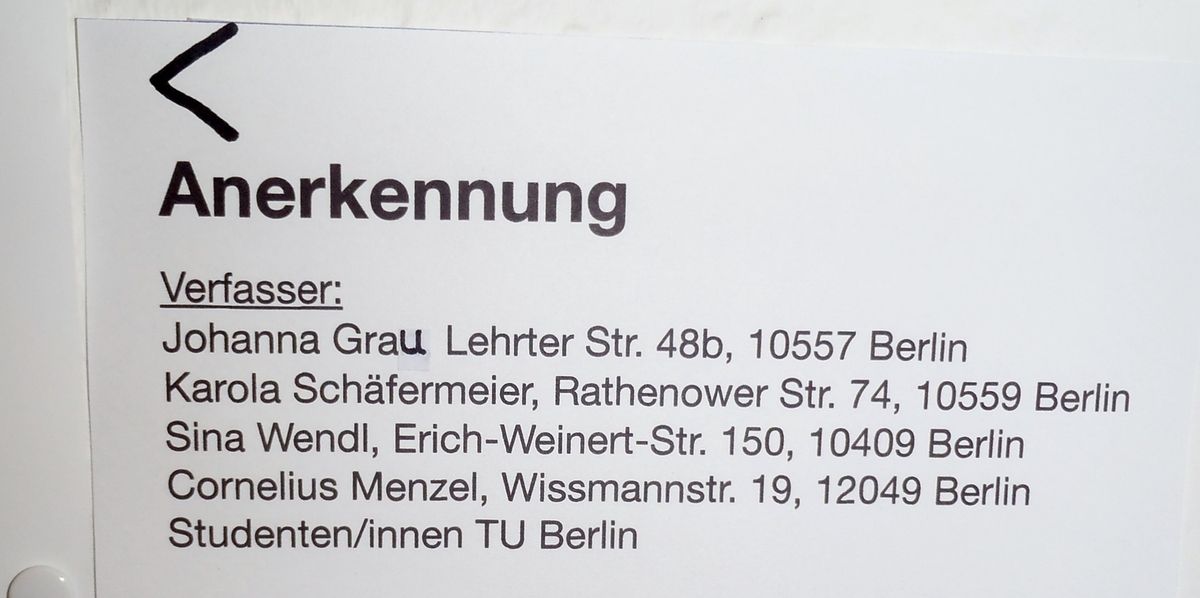 Anerkennung
Verfasser:
Johanna Grau Lehrter Str. 48b, 10557 Berlin
Karola Schäfermeier, Rathenower Str. 74, 10559 Berlin
Sina Wendl, Erich-Weinert-Str. 150, 10409 Berlin
Cornelius Menzel, Wissmannstr. 19, 12049 Berlin
Studenten/innen TU Berlin